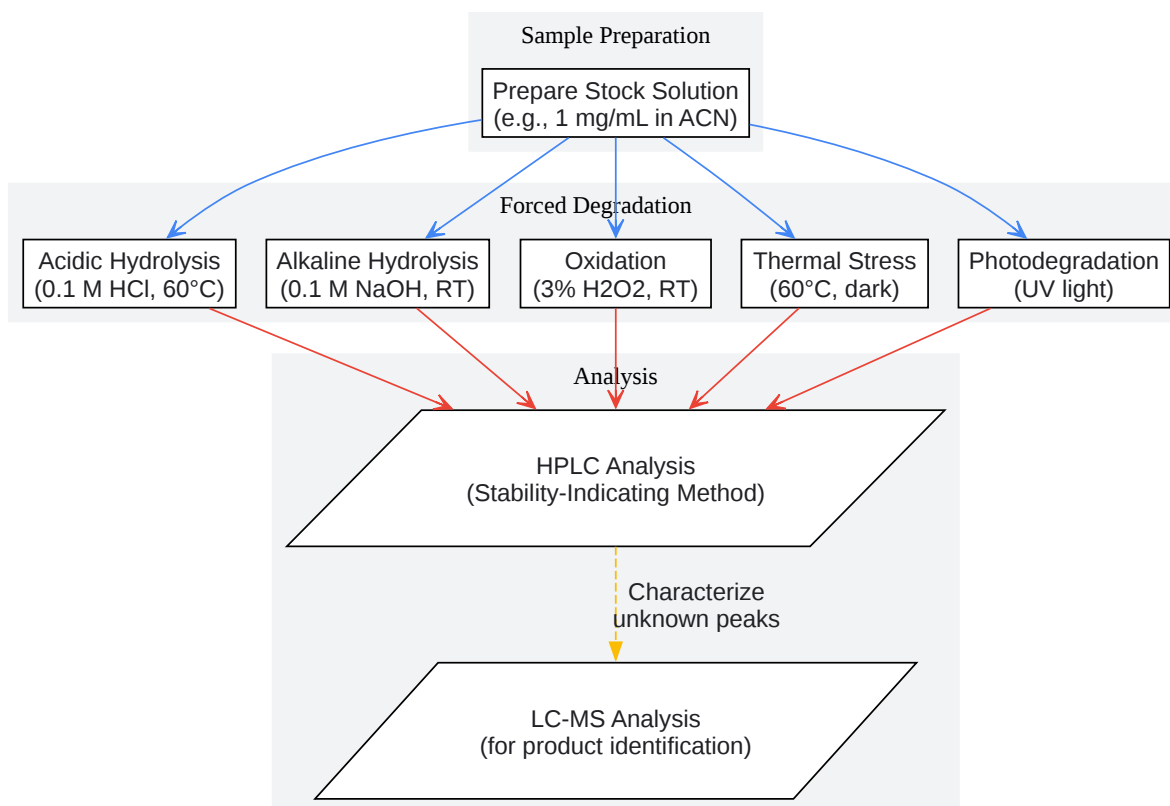 Sample Preparation
Prepare Stock Solution
(e.g., 1 mg/mL in ACN)
Forced Degradation
Acidic Hydrolysis
(0.1 M HCl, 60°C)
Alkaline Hydrolysis
(0.1 M NaOH, RT)
Oxidation
(3% H2O2, RT)
Thermal Stress
(60°C, dark)
Photodegradation
(UV light)
Analysis
HPLC Analysis
(Stability-Indicating Method)
Characterize
unknown peaks
LC-MS Analysis
(for product identification)